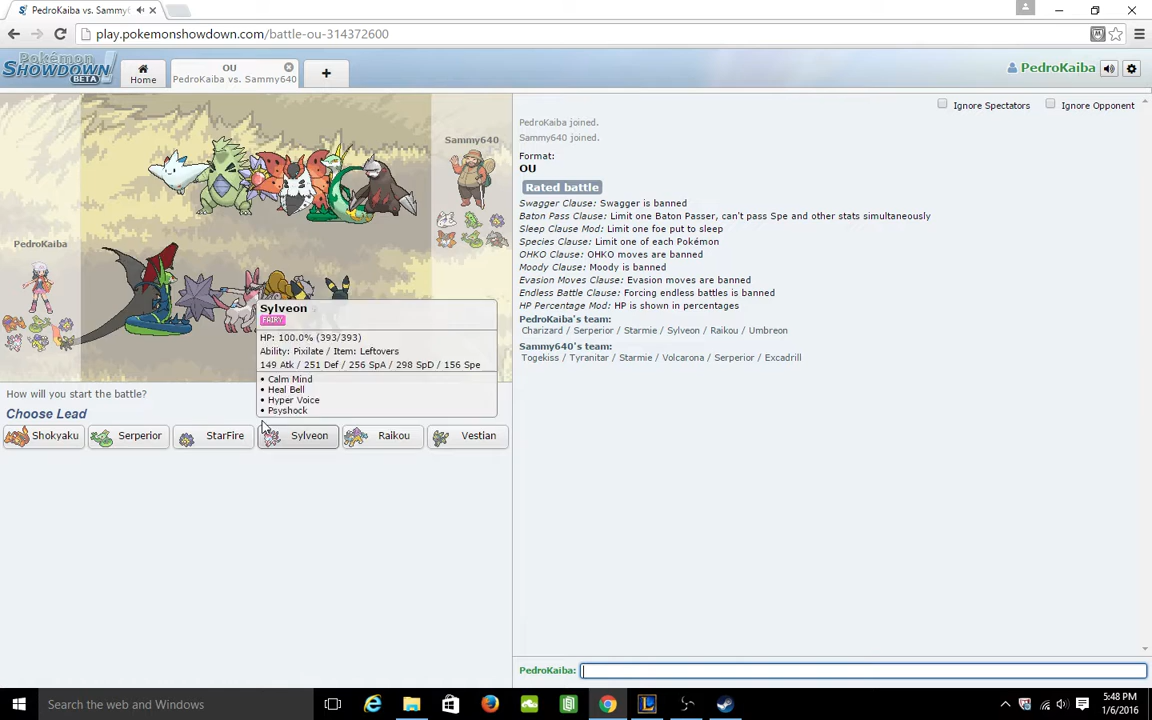 PedroKaiba vs. Sammy6
play.pokemonshowdown.com/battle-ou-314372600
Pokémon
SHOWDOWN
BETA
Home
OU
PedroKaiba vs. Sammy640
PedroKaiba
Ignore Spectators
Ignore Opponent
Sammy640
PedroKaiba
Sylveon
FAIRY
HP: 100.0% (393/393)
Ability: Pixilate / Item: Leftovers
149 Atk / 251 Def / 256 SpA / 298 SpD / 156 Spe
• Calm Mind
• Heal Bell
• Hyper Voice
• Psyshock
How will you start the battle?
Choose Lead
Shokyaku
Serperior
StarFire
Sylveon
Raikou
Vestian
PedroKaiba joined.
Sammy640 joined.
Format:
OU
Rated battle
Swagger Clause: Swagger is banned
Baton Pass Clause: Limit one Baton Passer, can't pass Spe and other stats simultaneously
Sleep Clause Mod: Limit one foe put to sleep
Species Clause: Limit one of each Pokémon
OHKO Clause: OHKO moves are banned
Moody Clause: Moody is banned
Evasion Moves Clause: Evasion moves are banned
Endless Battle Clause: Forcing endless battles is banned
HP Percentage Mod: HP is shown in percentages
PedroKaiba's team:
Charizard / Serperior / Starmie / Sylveon / Raikou / Umbreon
Sammy640's team:
Togekiss / Tyranitar / Starmie / Volcarona / Serperior / Excadrill
PedroKaiba:
Search the web and Windows
5:48 PM
1/6/2016